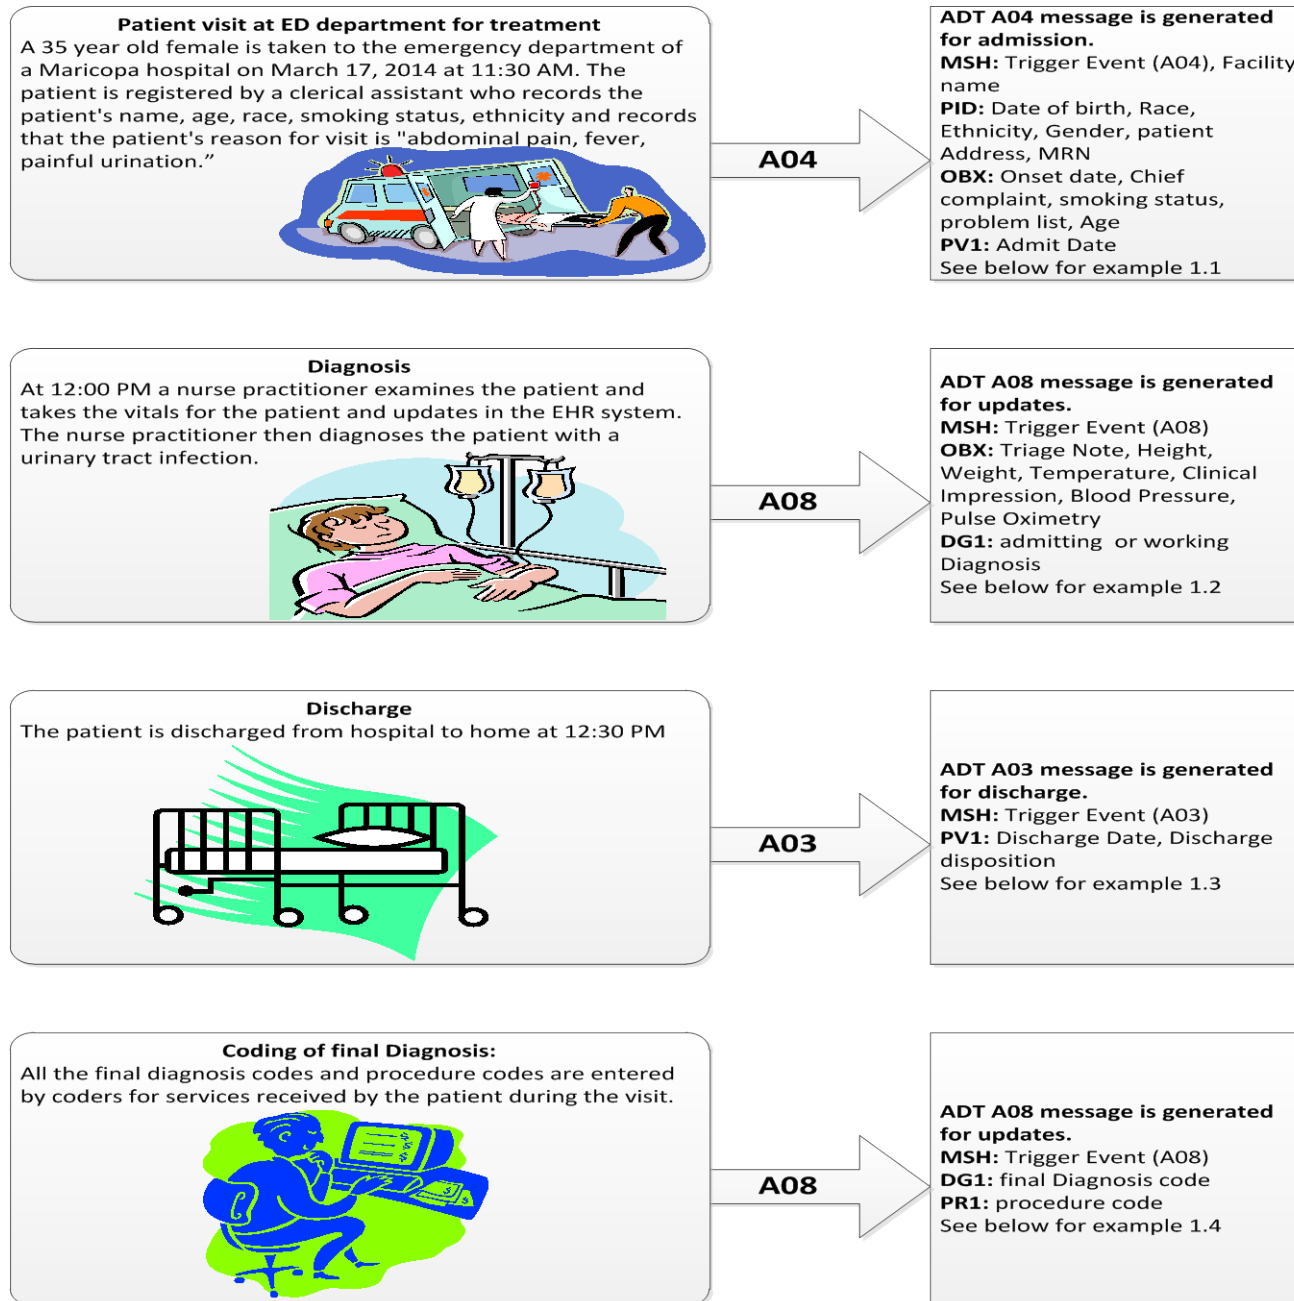 Patient visit at ED department for treatment
A 35 year old female is taken to the emergency department of
a Maricopa hospital on March 17, 2014 at 11:30 AM. The
patient is registered by a clerical assistant who records the
patient's name, age, race, smoking status, ethnicity and records
that the patient's reason for visit is "abdominal pain, fever,
painful urination.”
A04
ADT A04 message is generated
for admission.
MSH: Trigger Event (A04), Facility
name
PID: Date of birth, Race,
Ethnicity, Gender, patient
Address, MRN
OBX: Onset date, Chief
complaint, smoking status,
problem list, Age
PV1: Admit Date
See below for example 1.1
Diagnosis
At 12:00 PM a nurse practitioner examines the patient and
takes the vitals for the patient and updates in the EHR system.
The nurse practitioner then diagnoses the patient with a
urinary tract infection.
A08
ADT A08 message is generated
for updates.
MSH: Trigger Event (A08)
OBX: Triage Note, Height,
Weight, Temperature, Clinical
Impression, Blood Pressure,
Pulse Oximetry
DG1: admitting  or working
Diagnosis
See below for example 1.2
Discharge
The patient is discharged from hospital to home at 12:30 PM
A03
ADT A03 message is generated
for discharge.
MSH: Trigger Event (A03)
PV1: Discharge Date, Discharge
disposition
See below for example 1.3
Coding of final Diagnosis:
All the final diagnosis codes and procedure codes are entered
by coders for services received by the patient during the visit.
A08
ADT A08 message is generated
for updates.
MSH: Trigger Event (A08)
DG1: final Diagnosis code
PR1: procedure code
See below for example 1.4